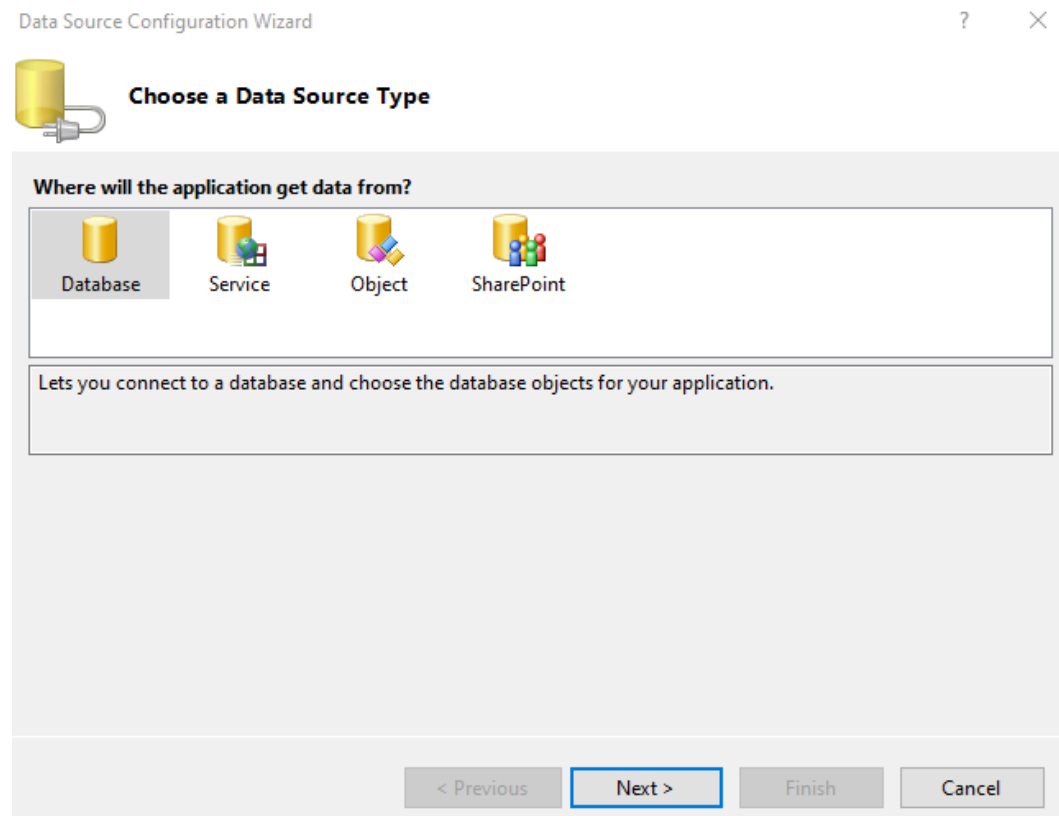 Data Source Configuration Wizard ? ×
Choose a Data Source Type
Where will the application get data from?
Database Service Object SharePoint
Lets you connect to a database and choose the database objects for your application.
< Previous Next > Finish Cancel